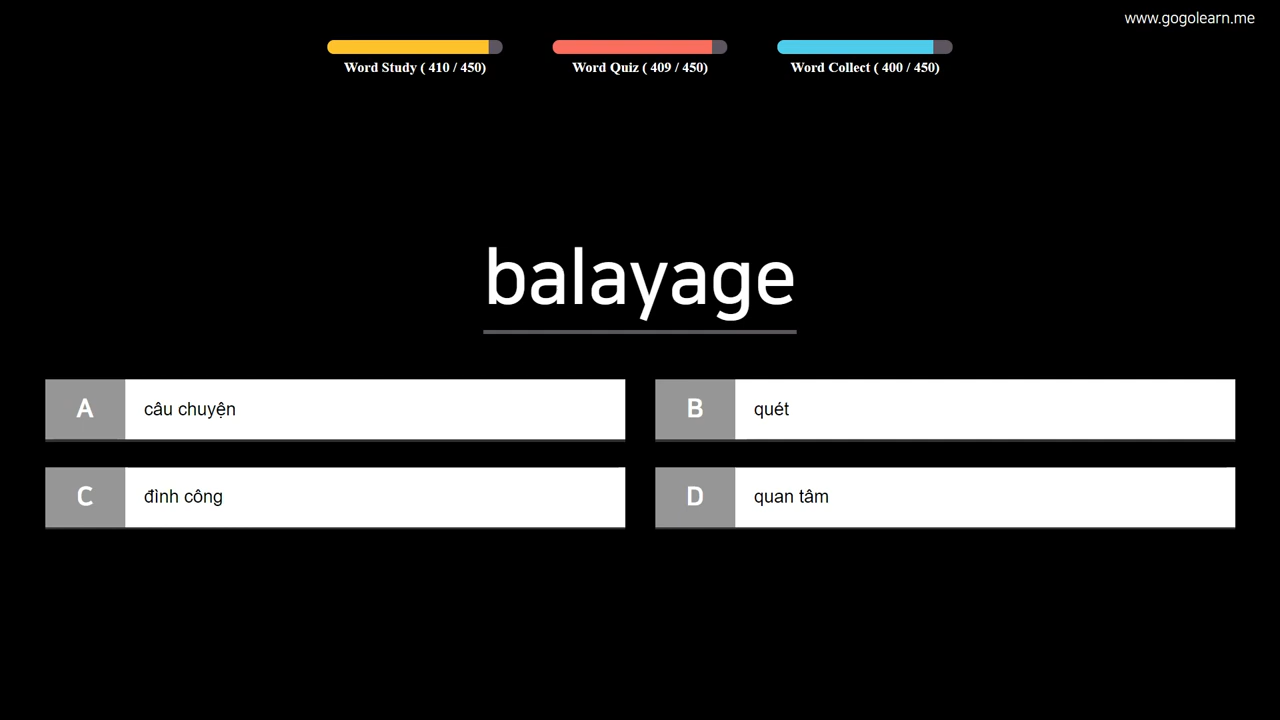 www.gogolearn.me
Word Study ( 410 / 450) Word Quiz ( 409 / 450) Word Collect ( 400 / 450)
balayage
A câu chuyện B quét
C đình công D quan tâm